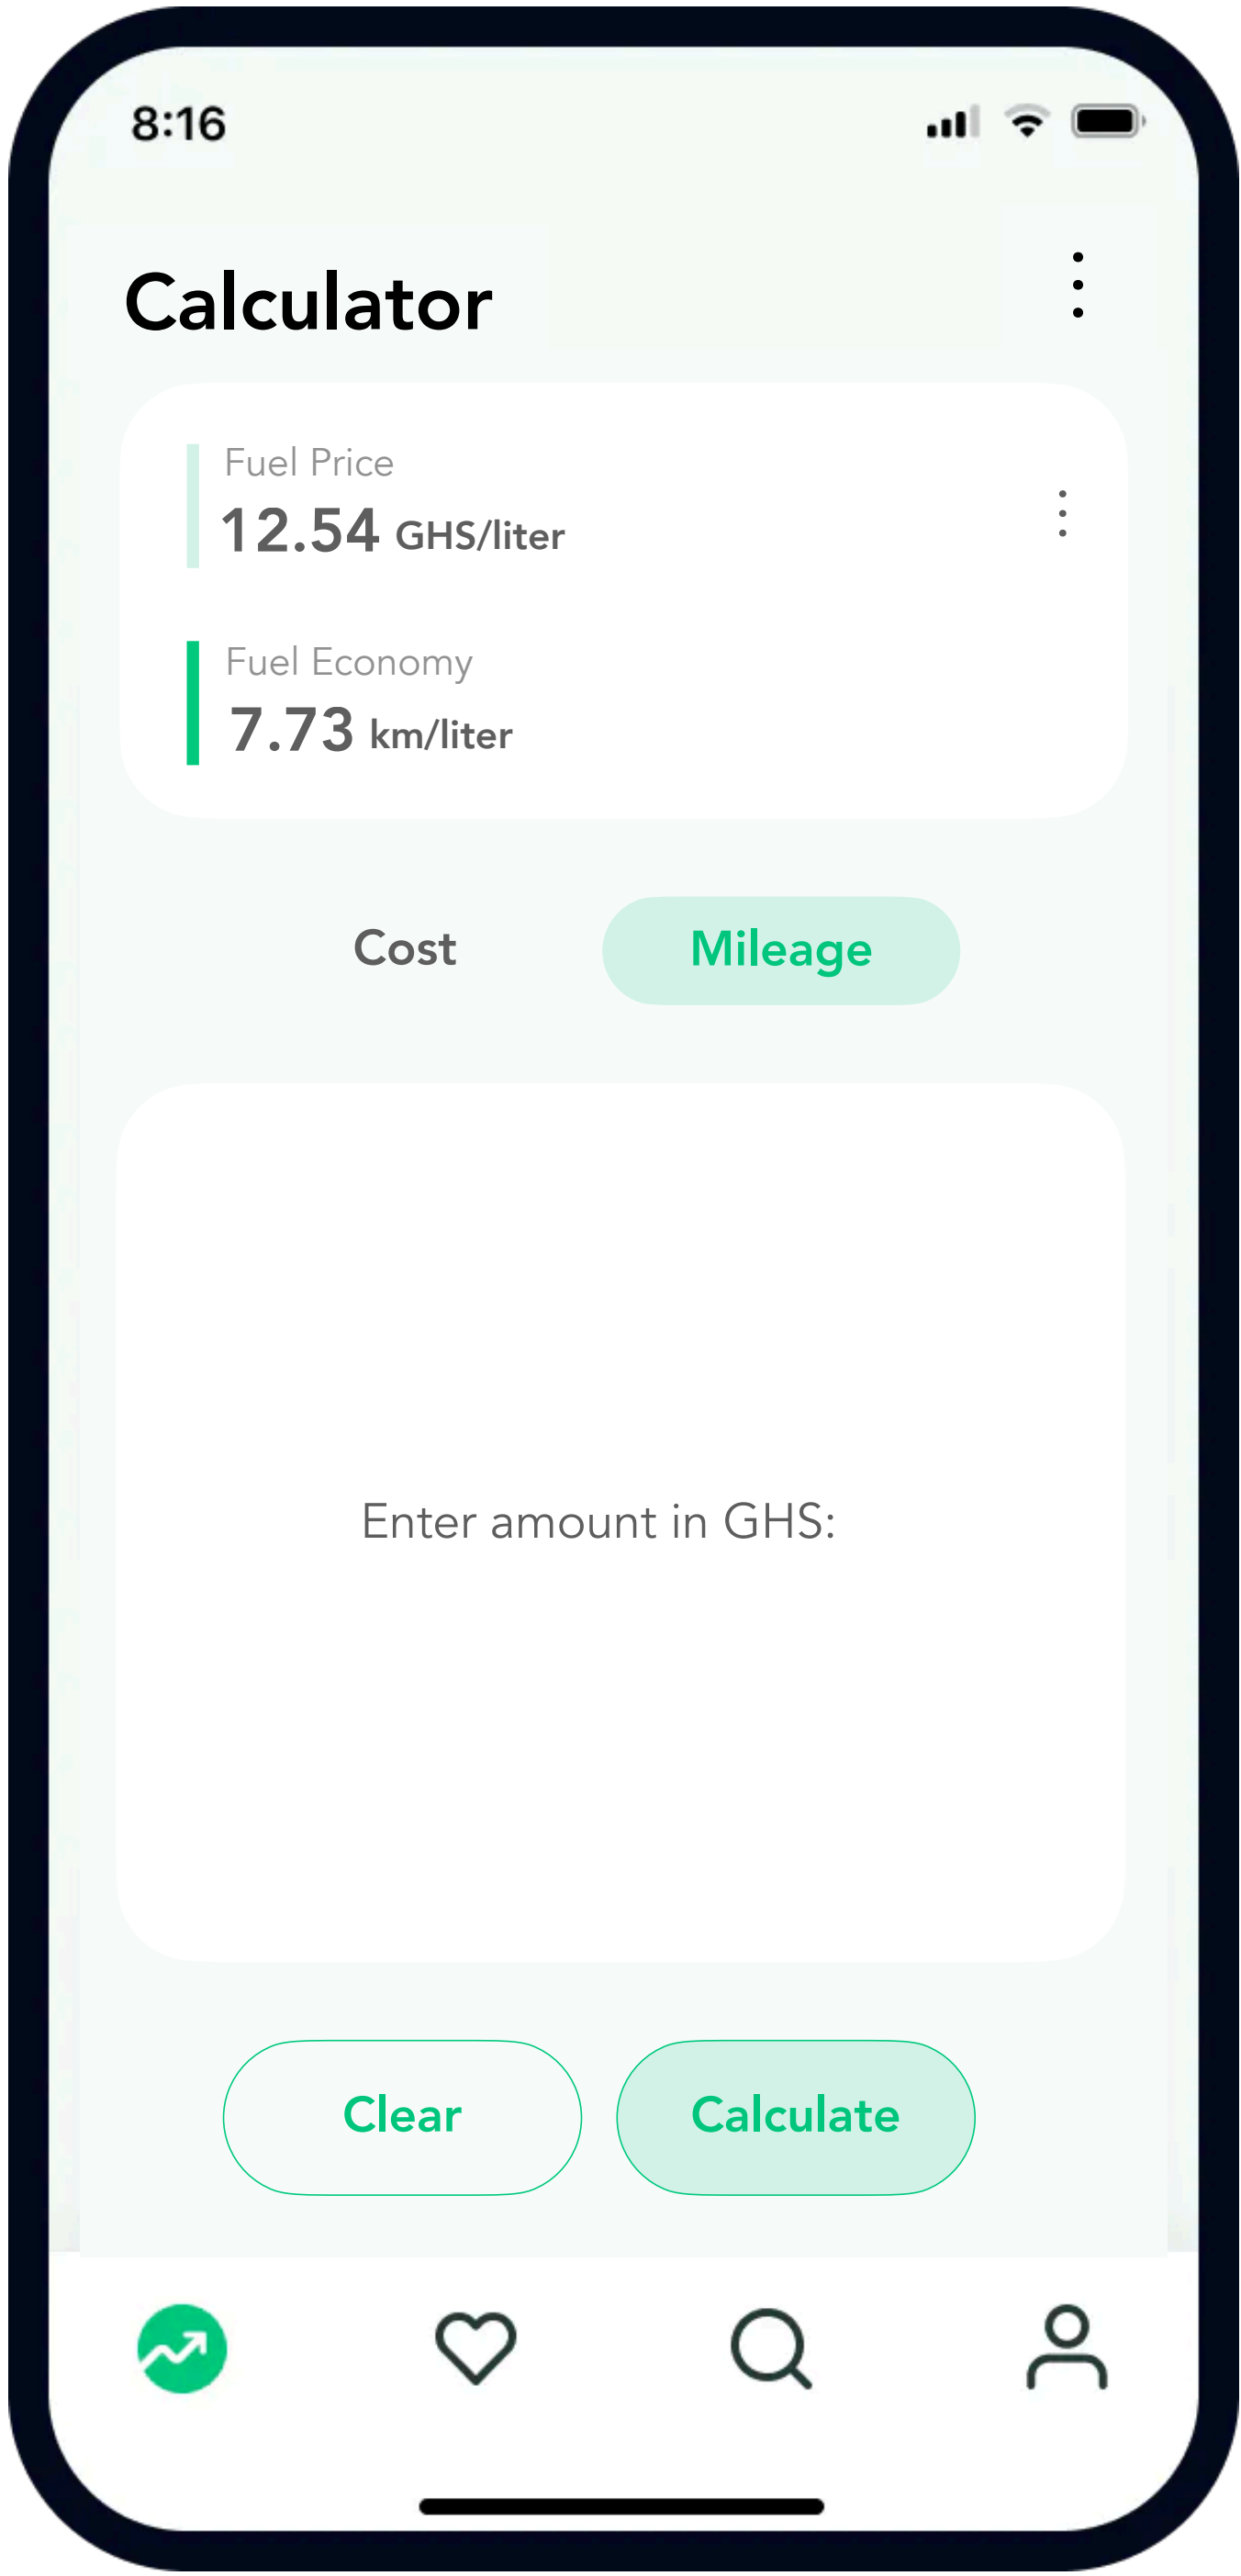 8:16
Calculator
Fuel Price
12.54 GHS/liter
Fuel Economy
7.73 km/liter
Cost
Mileage
Enter amount in GHS:
Clear
Calculate